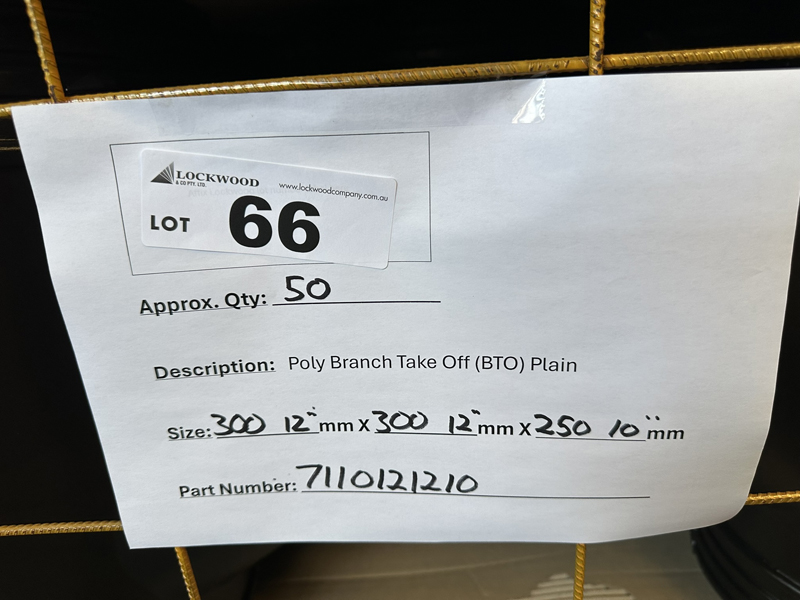 LOCKWOOD
& CO PTY. LTD.
www.lockwoodcompany.com.au
LOT 66
Approx. Qty: 50
Description: Poly Branch Take Off (BTO) Plain
Size: 300 12" mm X 300 12" mm X 250 10" mm
Part Number: 7110121210